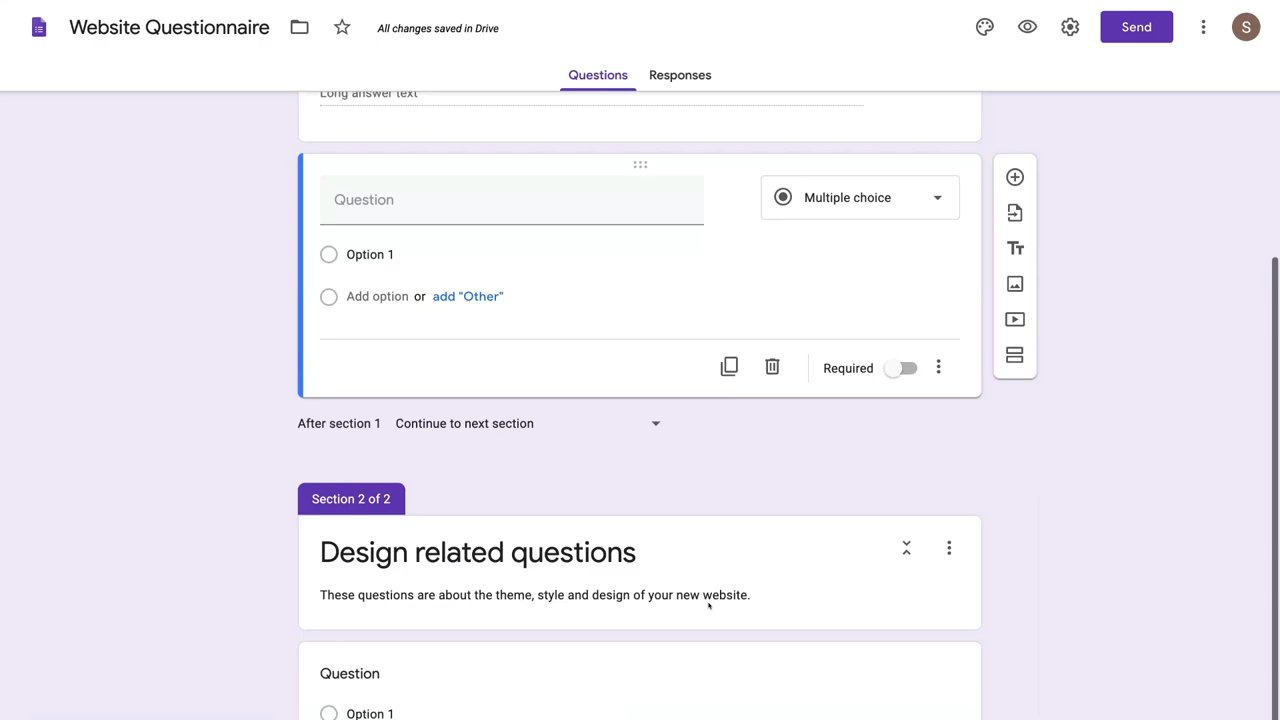 Website Questionnaire
All changes saved in Drive
Send
S
Questions
Responses
Long answer text
Question
Multiple choice
Option 1
Add option or add "Other"
Required
After section 1 Continue to next section
Section 2 of 2
Design related questions
These questions are about the theme, style and design of your new website.
Question
Option 1